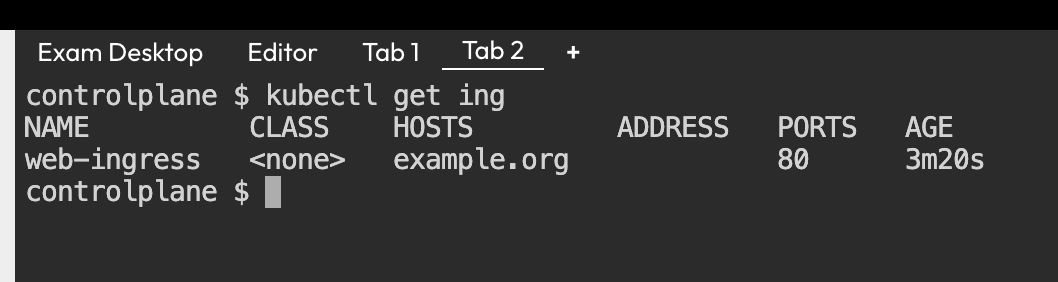 Exam Desktop Editor Tab 1 Tab 2 +
controlplane $ kubectl get ing
NAME CLASS HOSTS ADDRESS PORTS AGE
web-ingress <none> example.org 80 3m20s
controlplane $